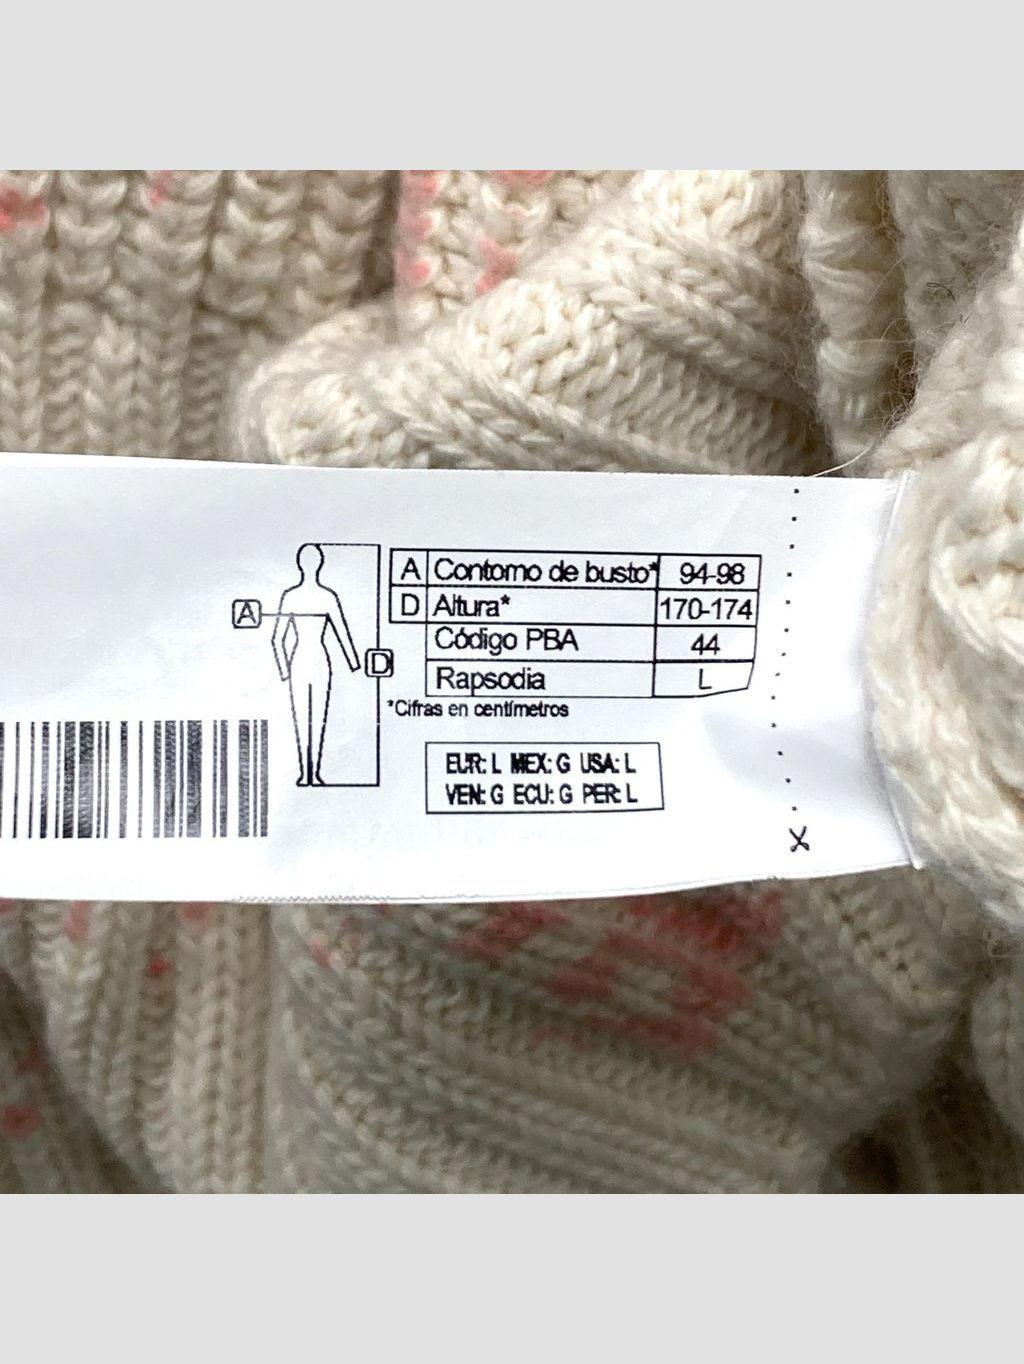 A
D
A Contorno de busto* 94-98
D Altura* 170-174
Código PBA 44
Rapsodia L
*Cifras en centímetros
EUR: L MEX: G USA: L
VEN: G ECU: G PER: L